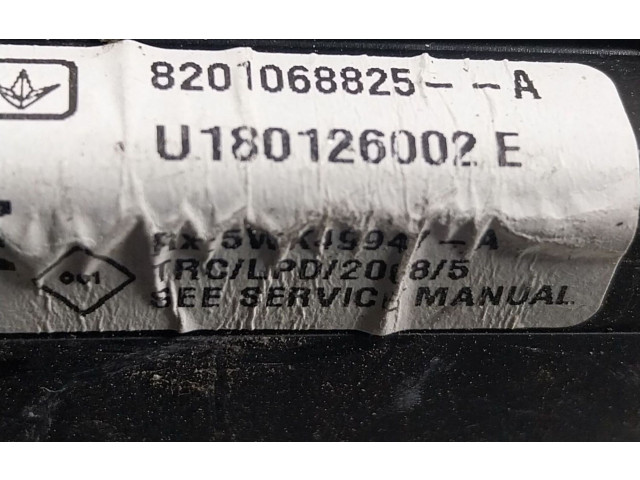 8201068825--A
U180126002 E
TRC/LPD/2008/5
SEE SERVICE MANUAL